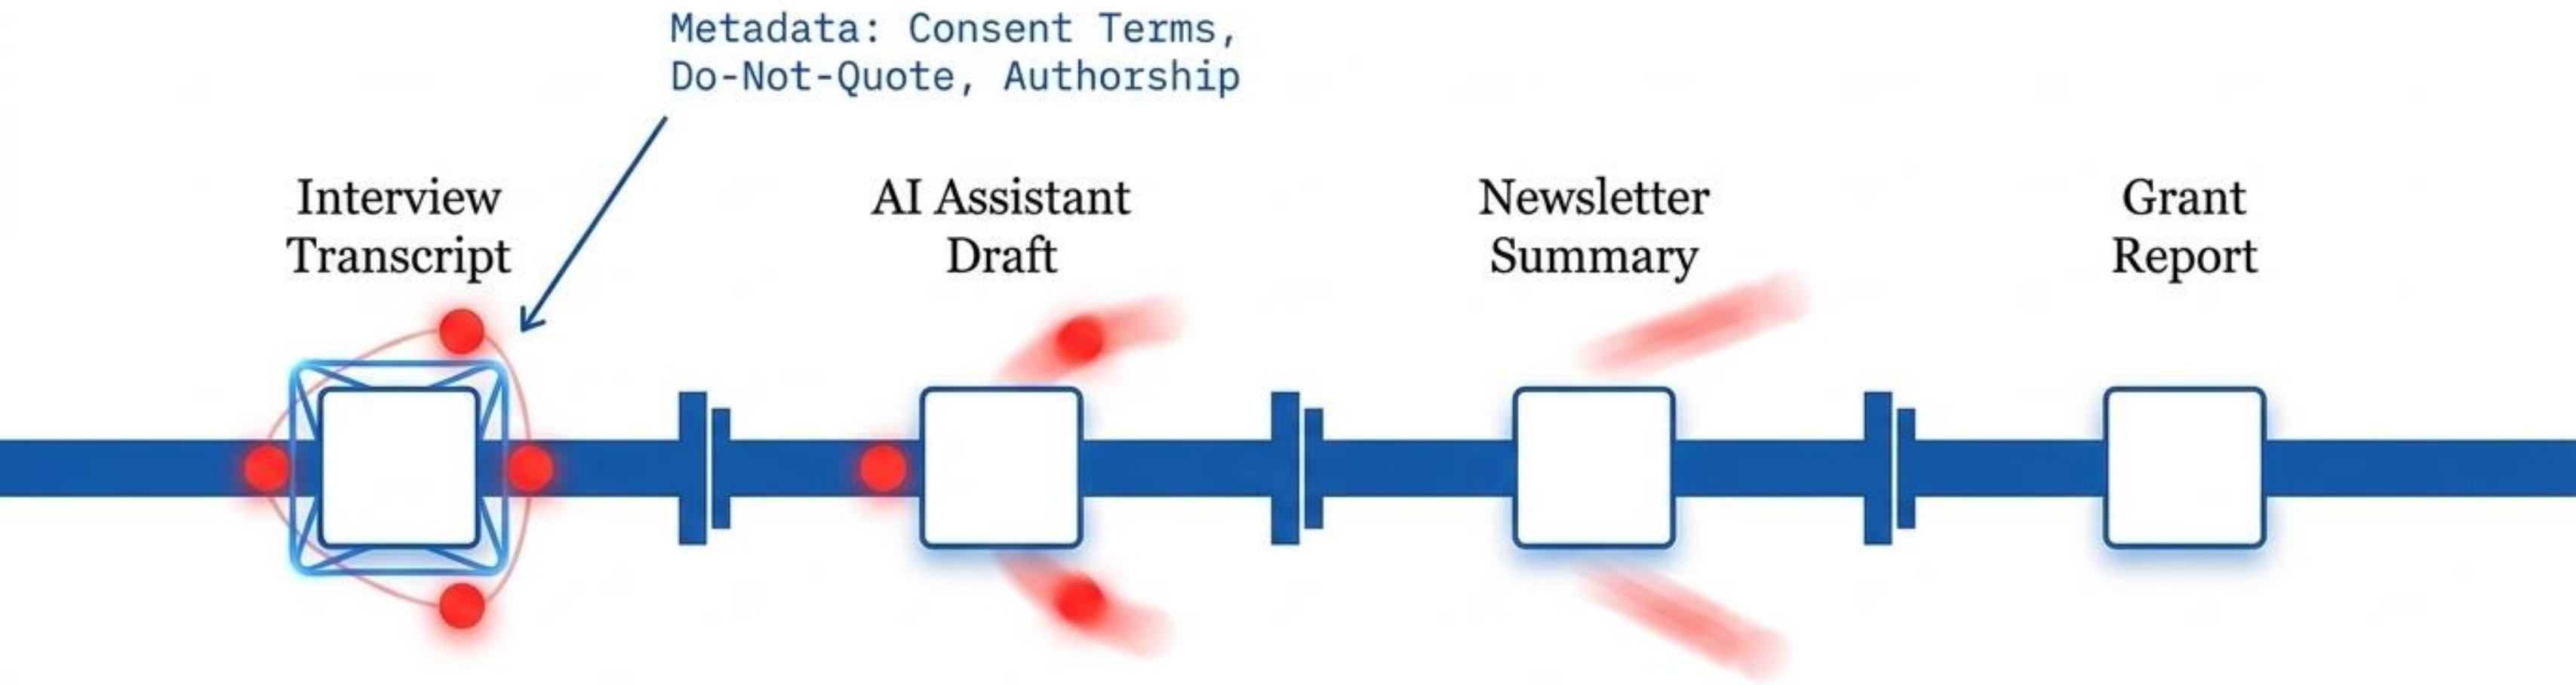 Metadata: Consent Terms,
Do-Not-Quote, Authorship
Interview
Transcript
AI Assistant
Draft
Newsletter
Summary
Grant
Report